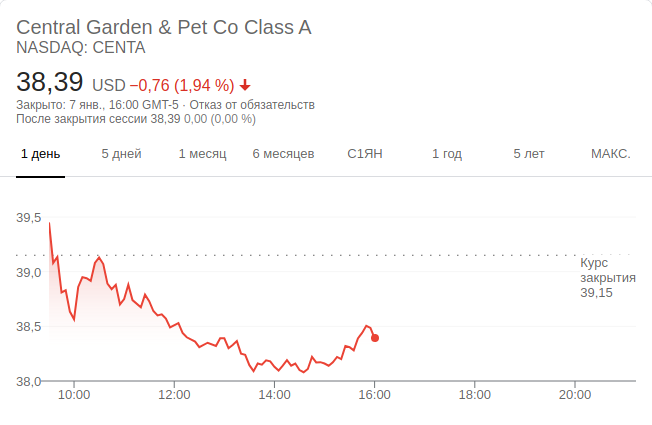 Central Garden & Pet Co Class A
NASDAQ: CENTA
38,39 USD −0,76 (1,94 %)
Закрыто: 7 янв., 16:00 GMT-5 · Отказ от обязательств
После закрытия сессии 38,39 0,00 (0,00 %)
1 день 5 дней 1 месяц 6 месяцев С1ЯН 1 год 5 лет МАКС.
39,5
Курс
закрытия
39,15
39,0
38,5
38,0
10:00 12:00 14:00 16:00 18:00 20:00